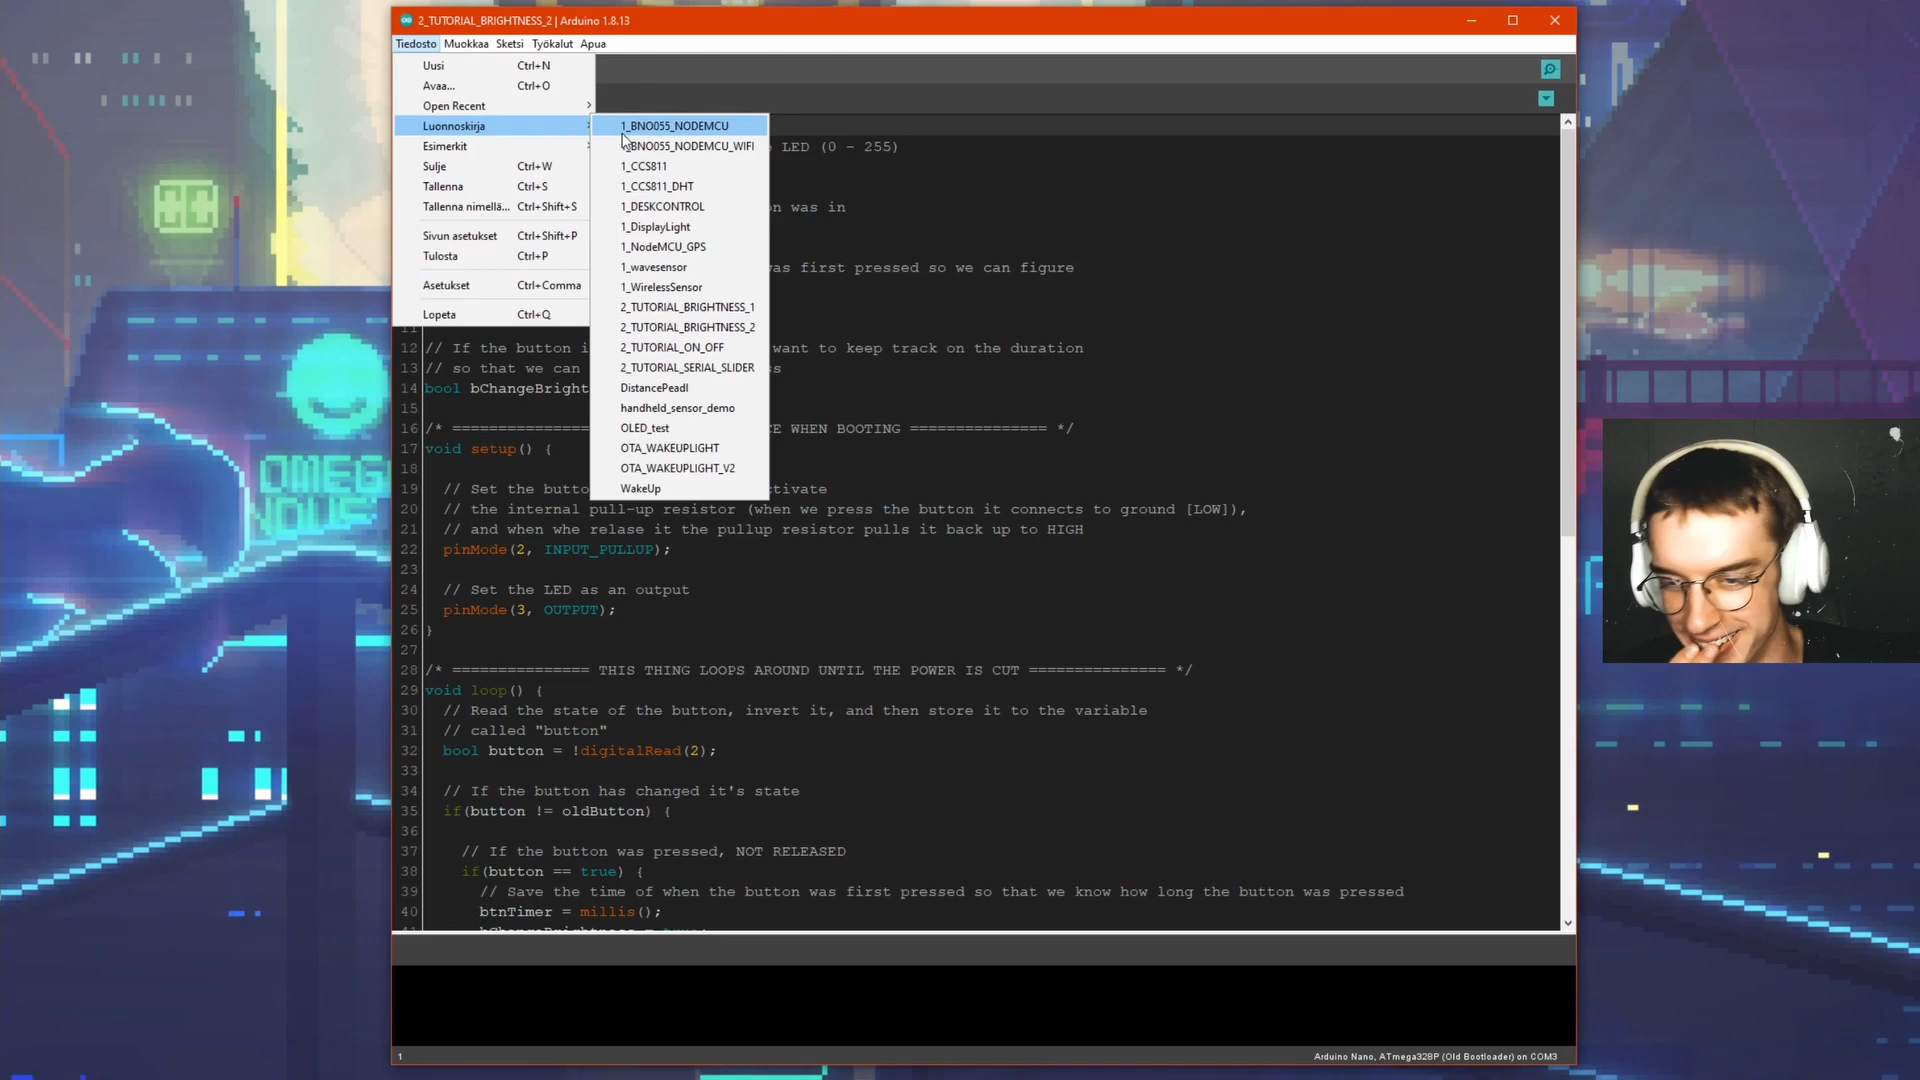 2_TUTORIAL_BRIGHTNESS_2 | Arduino 1.8.13
Tiedosto Muokkaa Sketsi Työkalut Apua
Uusi Ctrl+N
Avaa... Ctrl+O
Open Recent
Luonnoskirja
Esimerkit
Sulje Ctrl+W
Tallenna Ctrl+S
Tallenna nimellä... Ctrl+Shift+S
Sivun asetukset Ctrl+Shift+P
Tulosta Ctrl+P
Asetukset Ctrl+Comma
Lopeta Ctrl+Q
1_BNO055_NODEMCU
1_BNO055_NODEMCU_WIFI
1_CCS811
1_CCS811_DHT
1_DESKCONTROL
1_DisplayLight
1_NodeMCU_GPS
1_wavesensor
1_WirelessSensor
2_TUTORIAL_BRIGHTNESS_1
2_TUTORIAL_BRIGHTNESS_2
2_TUTORIAL_ON_OFF
2_TUTORIAL_SERIAL_SLIDER
DistancePeadl
handheld_sensor_demo
OLED_test
OTA_WAKEUPLIGHT
OTA_WAKEUPLIGHT_V2
WakeUp
LED (0 - 255)
was in
was first pressed so we can figure
11
12 // If the button i want to keep track on the duration
13 // so that we can
14 bool bChangeBright
15
16 /* =============== CE WHEN BOOTING =============== */
17 void setup() {
18
19 // Set the butto ctivate
20 // the internal pull-up resistor (when we press the button it connects to ground [LOW]),
21 // and when whe relase it the pullup resistor pulls it back up to HIGH
22 pinMode(2, INPUT_PULLUP);
23
24 // Set the LED as an output
25 pinMode(3, OUTPUT);
26 }
27
28 /* =============== THIS THING LOOPS AROUND UNTIL THE POWER IS CUT =============== */
29 void loop() {
30 // Read the state of the button, invert it, and then store it to the variable
31 // called "button"
32 bool button = !digitalRead(2);
33
34 // If the button has changed it's state
35 if(button != oldButton) {
36
37 // If the button was pressed, NOT RELEASED
38 if(button == true) {
39 // Save the time of when the button was first pressed so that we know how long the button was pressed
40 btnTimer = millis();
1
Arduino Nano, ATmega328P (Old Bootloader) on COM3
OMEG
NOUS